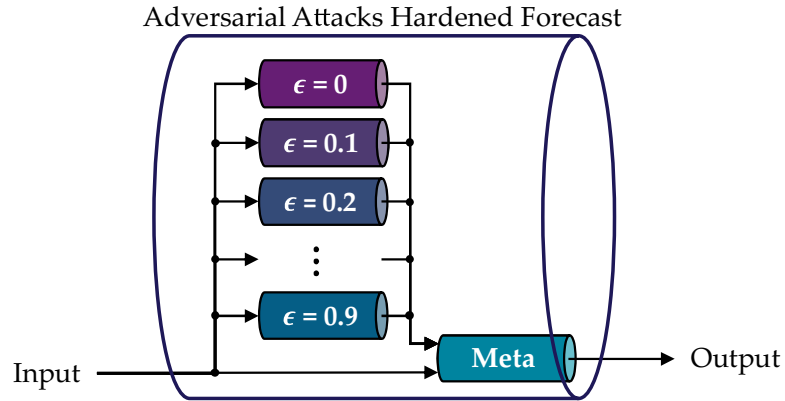 Adversarial Attacks Hardened Forecast
ϵ = 0
ϵ = 0.1
ϵ = 0.2
⋮
ϵ = 0.9
Meta
Input
Output